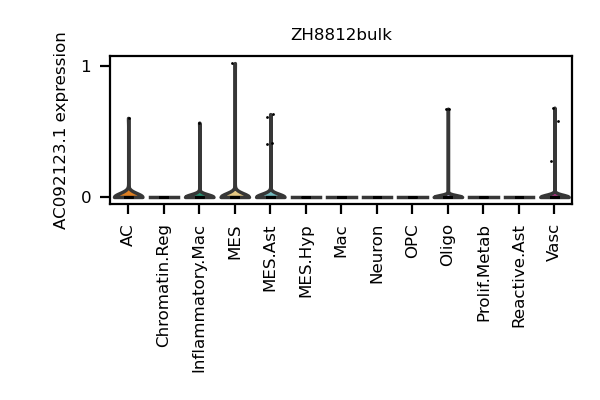 ZH8812bulk
AC092123.1 expression
1
0
AC
Chromatin.Reg
Inflammatory.Mac
MES
MES.Ast
MES.Hyp
Mac
Neuron
OPC
Oligo
Prolif.Metab
Reactive.Ast
Vasc